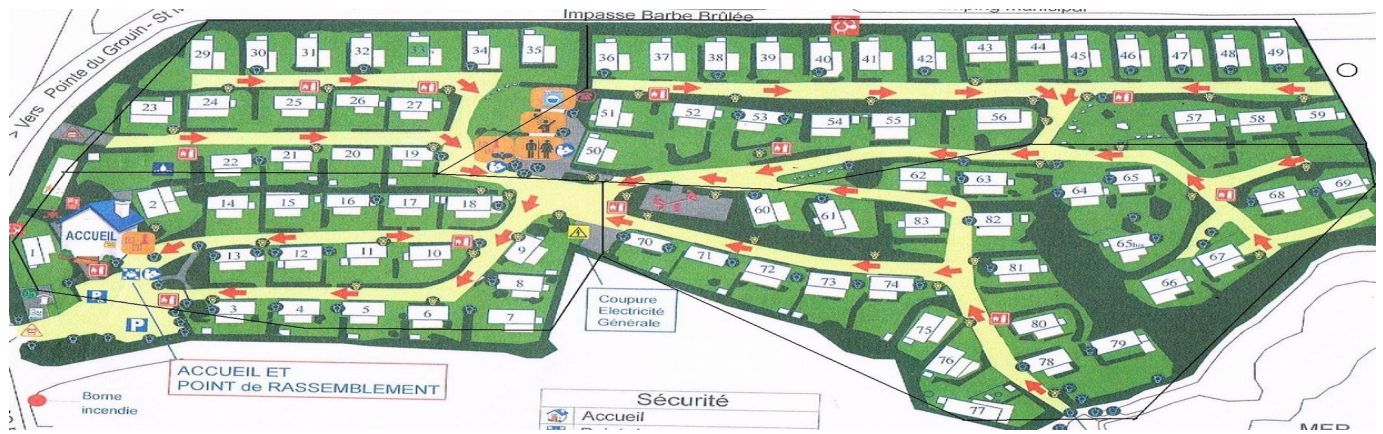 Impasse Barbe Brûlée
> Vers Pointe du Grouin- St
29 30 31 32 33 34 35 36 37 38 39 40 41 42 43 44 45 46 47 48 49
23 24 25 26 27 51 52 53 54 55 56 57 58 59
22 21 20 19 50 62 63 64 65 68 69
2 14 15 16 17 18 60 61 83 82
ACCUEIL
1 13 12 11 10 9 70 71 72 73 74 81 65bis 67 66
3 4 5 6 7 8 75 80 79
P
P
76 78
77
Coupure
Electricité
Générale
ACCUEIL ET
POINT de RASSEMBLEMENT
Borne
incendie
Sécurité
Accueil
MER